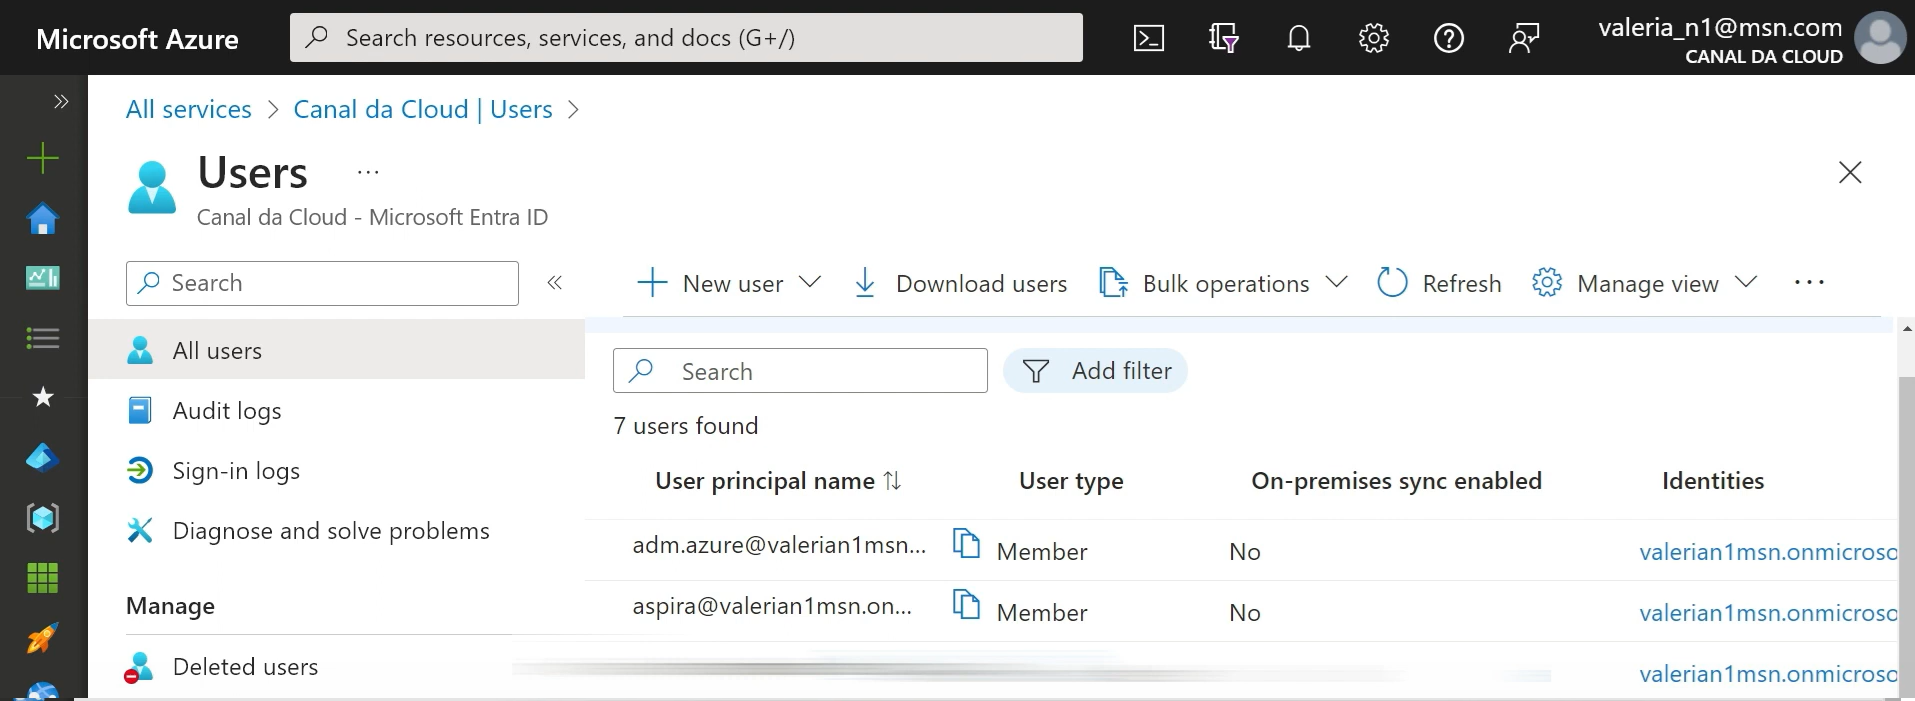 Microsoft Azure
Search resources, services, and docs (G+/)
valeria_n1@msn.com
CANAL DA CLOUD
All services > Canal da Cloud | Users >
Users ...
Canal da Cloud - Microsoft Entra ID
Search
New user
Download users
Bulk operations
Refresh
Manage view
...
All users
Audit logs
Sign-in logs
Diagnose and solve problems
Manage
Deleted users
Search
Add filter
7 users found
User principal name User type On-premises sync enabled Identities
adm.azure@valerian1msn... Member No valerian1msn.onmicroso
aspira@valerian1msn.on... Member No valerian1msn.onmicroso
valerian1msn.onmicroso